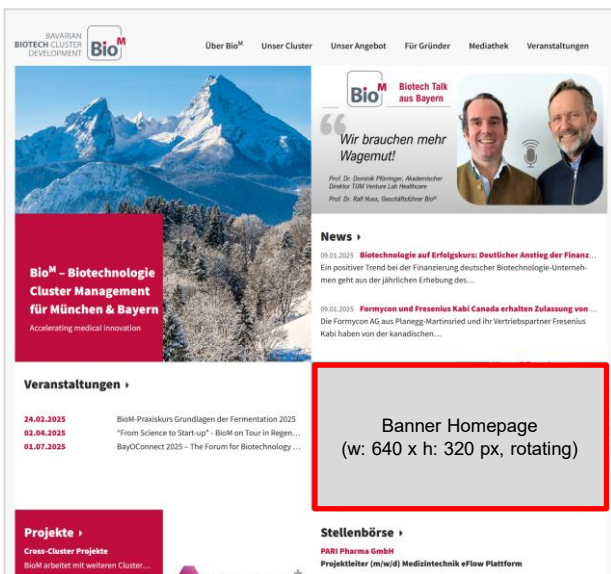 BAVARIAN
BIOTECH CLUSTER
DEVELOPMENT
BioM
Über BioM Unser Cluster Unser Angebot Für Gründer Mediathek Veranstaltungen
BioM Biotech Talk
aus Bayern
Wir brauchen mehr
Wagemut!
Prof. Dr. Dominik Pförringer, Akademischer
Direktor TUM Venture Lab Healthcare
Prof. Dr. Ralf Huss, Geschäftsführer BioM
BioM – Biotechnologie
Cluster Management
für München & Bayern
Accelerating medical innovation
News ›
09.01.2025 Biotechnologie auf Erfolgskurs: Deutlicher Anstieg der Finanz…
Ein positiver Trend bei der Finanzierung deutscher Biotechnologie-Unterneh-
men geht aus der jährlichen Erhebung des…
09.01.2025 Formycon und Fresenius Kabi Canada erhalten Zulassung von …
Die Formycon AG aus Planegg-Martinsried und ihr Vertriebspartner Fresenius
Kabi haben von der kanadischen…
Veranstaltungen ›
24.02.2025 BioM-Praxiskurs Grundlagen der Fermentation 2025
02.04.2025 "From Science to Start-up" - BioM on Tour in Regen…
01.07.2025 BayOConnect 2025 – The Forum for Biotechnology …
Banner Homepage
(w: 640 x h: 320 px, rotating)
Projekte ›
Cross-Cluster Projekte
BioM arbeitet mit weiteren Cluster…
Stellenbörse ›
PARI Pharma GmbH
Projektleiter (m/w/d) Medizintechnik eFlow Plattform